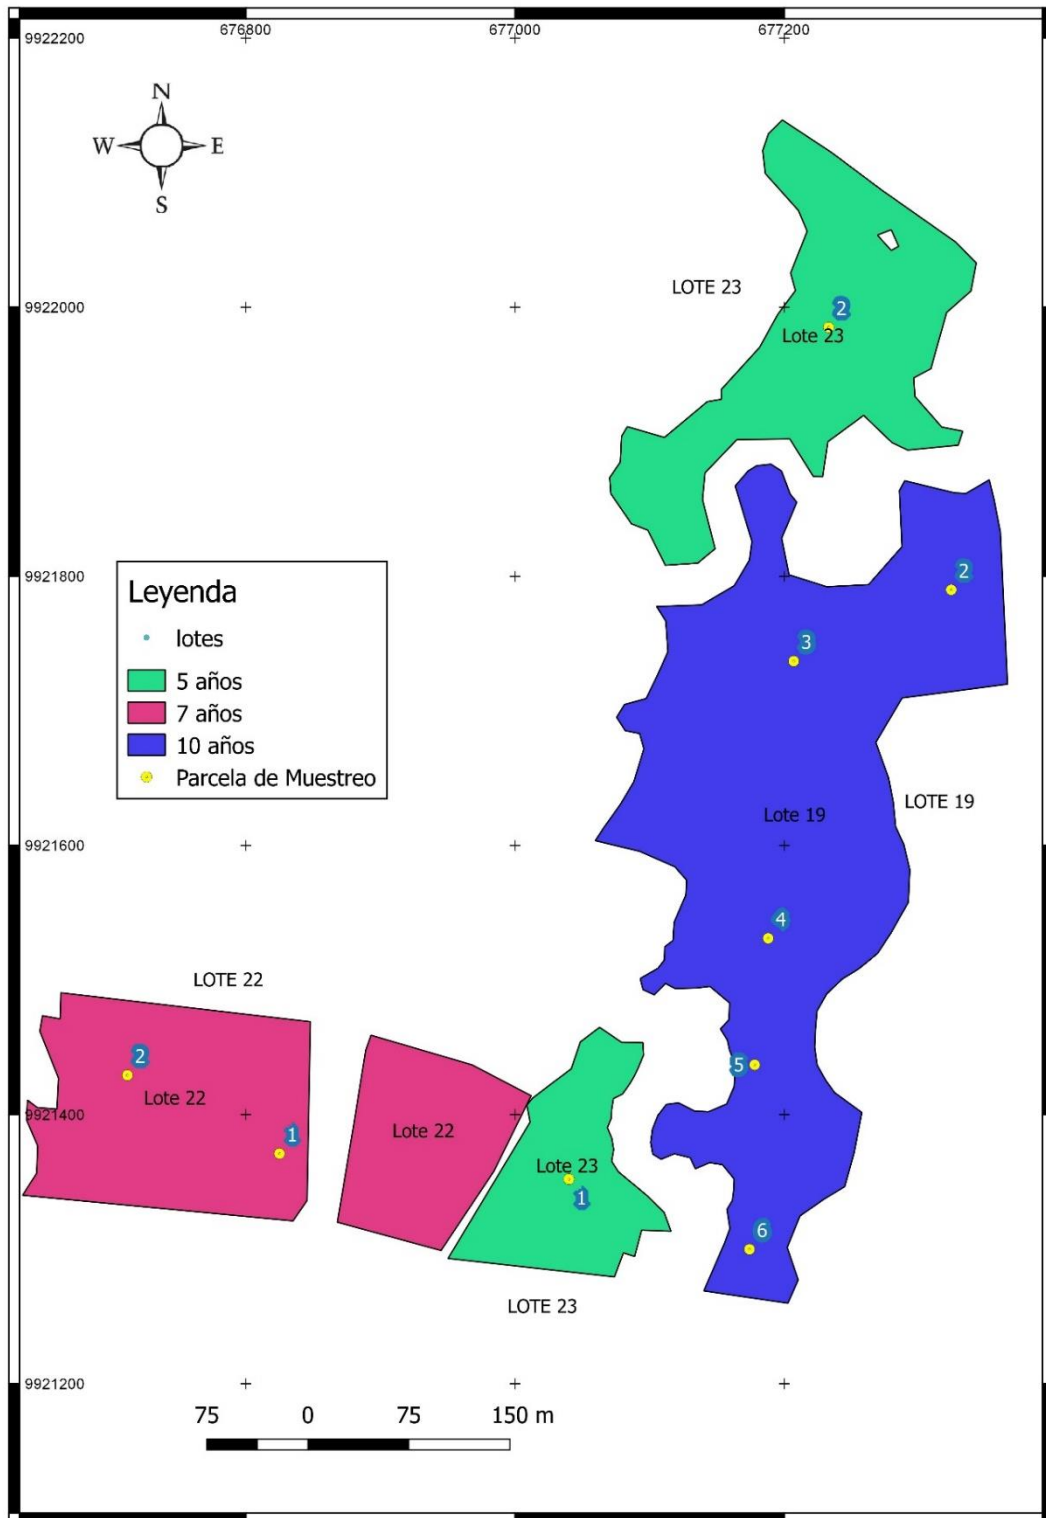 676800
677000
677200
9922200
N
W E
S
LOTE 23
9922000
2
Lote 23
9921800
2
3
Leyenda
lotes
5 años
7 años
10 años
Parcela de Muestreo
LOTE 19
Lote 19
9921600
4
LOTE 22
2
5
Lote 22
9921400
1
Lote 22
Lote 23
1
6
LOTE 23
9921200
75 0 75 150 m